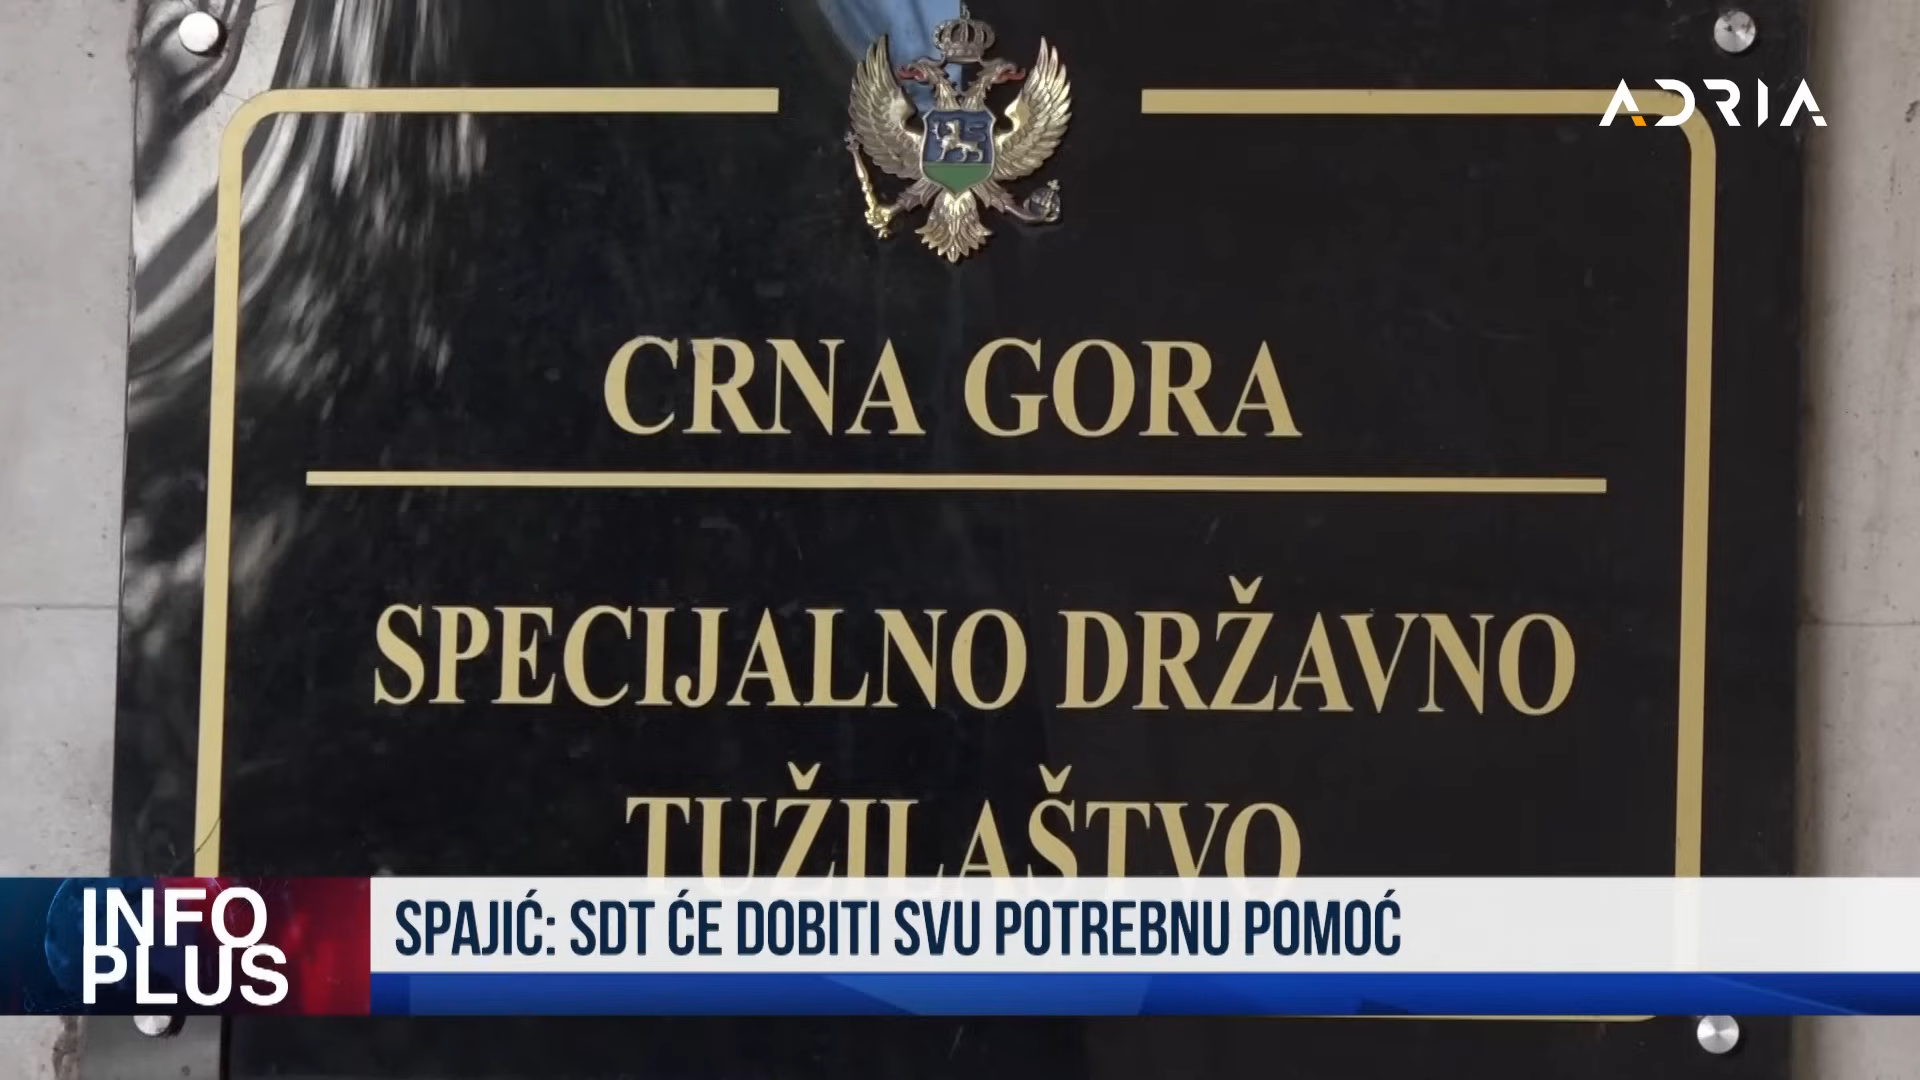 ADRIA
CRNA GORA
SPECIJALNO DRŽAVNO
TUŽILAŠTVO
INFO
PLUS
SPAJIĆ: SDT ĆE DOBITI SVU POTREBNU POMOĆ